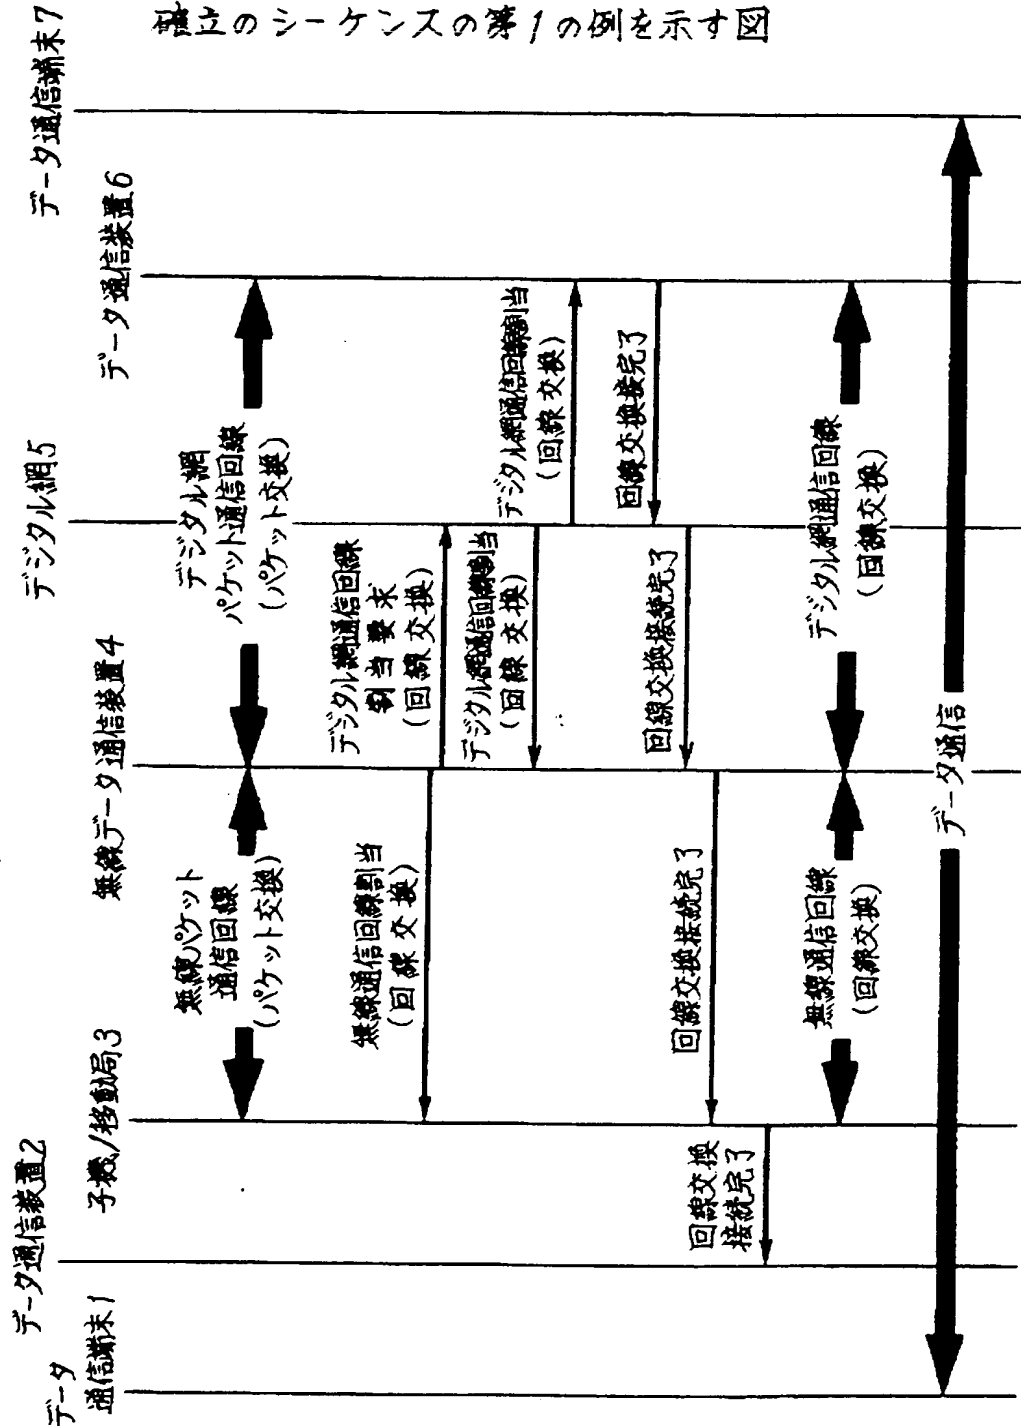 確立のシーケンスの第1の例を示す図
データ
通信端末1
データ通信装置2
子機/移動局3
無線データ通信装置4
デジタル網5
データ通信装置6
データ通信端末7
無線パケット
通信回線
(パケット交換)
デジタル網
パケット通信回線
(パケット交換)
無線通信回線割当
(回線交換)
デジタル網通信回線
割当要求
(回線交換)
デジタル網通信回線割当
(回線交換)
デジタル網通信回線割当
(回線交換)
回線交換接完了
回線交換接続完了
回線交換接続完了
回線交換
接続完了
無線通信回線
(回線交換)
デジタル網通信回線
(回線交換)
データ通信